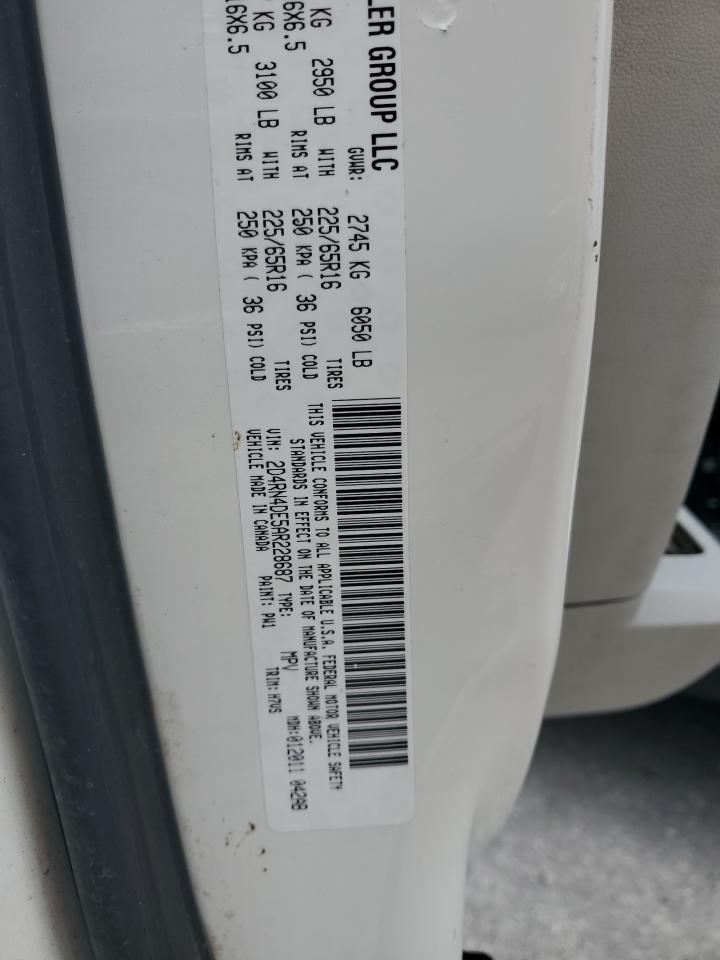 LER GROUP LLC
GVWR: 2745 KG 6050 LB
KG 2950 LB WITH 225/65R16 TIRES
6X6.5 RIMS AT 250 KPA ( 36 PSI) COLD
KG 3100 LB WITH 225/65R16 TIRES
16X6.5 RIMS AT 250 KPA ( 36 PSI) COLD
THIS VEHICLE CONFORMS TO ALL APPLICABLE U.S.A. FEDERAL MOTOR VEHICLE SAFETY
STANDARDS IN EFFECT ON THE DATE OF MANUFACTURE SHOWN ABOVE.
VIN: 2D4RN4DE5AR228687 TYPE: MPV MDH:012011 0429B
VEHICLE MADE IN CANADA PAINT: PW1 TRIM:H7VS